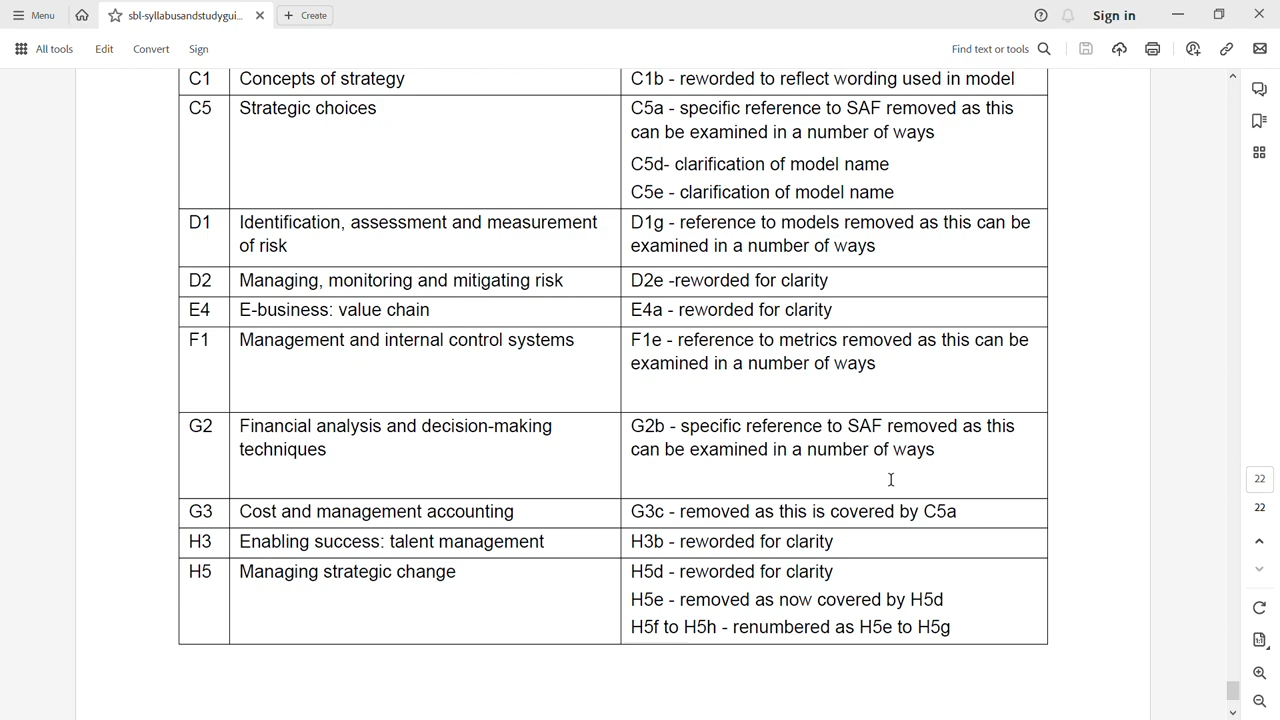 Menu
sbl-syllabusandstudygui...
Create
Sign in
All tools
Edit
Convert
Sign
Find text or tools
C1 Concepts of strategy C1b - reworded to reflect wording used in model
C5 Strategic choices C5a - specific reference to SAF removed as this
can be examined in a number of ways
C5d- clarification of model name
C5e - clarification of model name
D1 Identification, assessment and measurement D1g - reference to models removed as this can be
of risk examined in a number of ways
D2 Managing, monitoring and mitigating risk D2e -reworded for clarity
E4 E-business: value chain E4a - reworded for clarity
F1 Management and internal control systems F1e - reference to metrics removed as this can be
examined in a number of ways
G2 Financial analysis and decision-making G2b - specific reference to SAF removed as this
techniques can be examined in a number of ways
G3 Cost and management accounting G3c - removed as this is covered by C5a
H3 Enabling success: talent management H3b - reworded for clarity
H5 Managing strategic change H5d - reworded for clarity
H5e - removed as now covered by H5d
H5f to H5h - renumbered as H5e to H5g
22
22
1:1